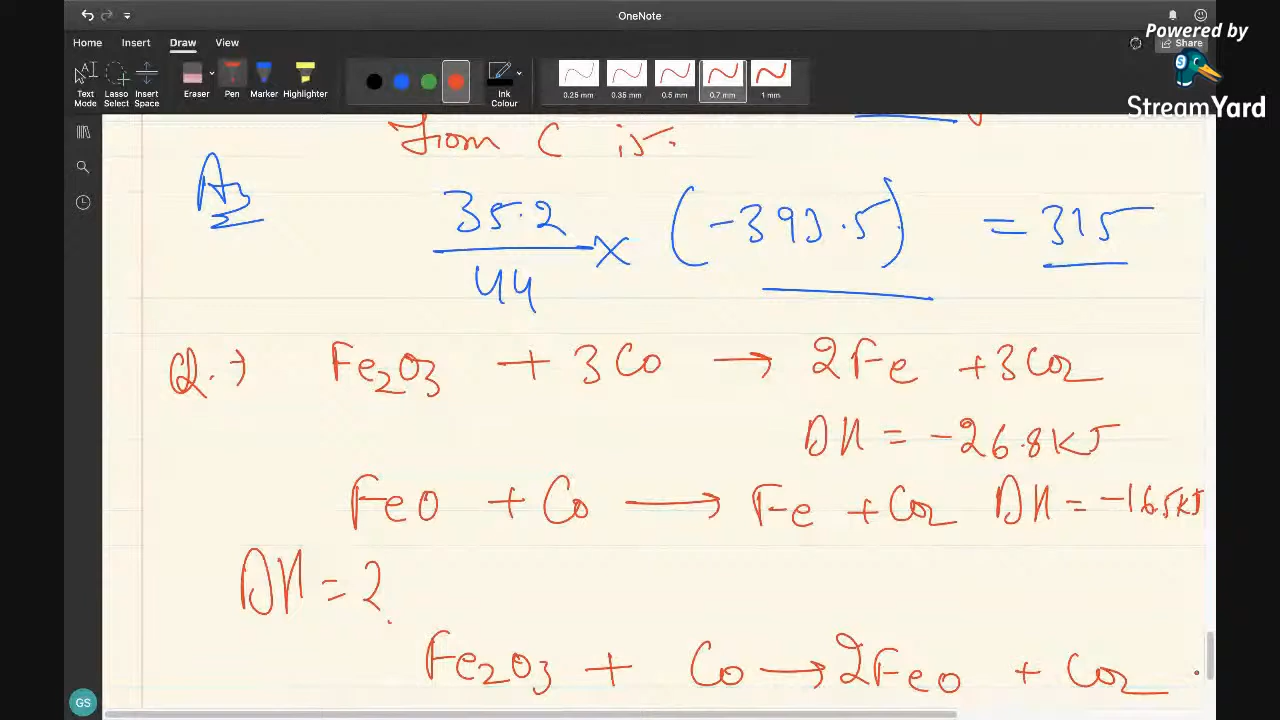 OneNote
Powered by
Home Insert Draw View
Share
StreamYard
Text Mode
Lasso Select
Insert Space
Eraser
Pen
Marker
Highlighter
Ink Colour
0.25 mm
0.35 mm
0.5 mm
0.7 mm
1 mm
from C is.
Ans
35.2/44 × (-393.5) = 315
Q.→ Fe2O3 + 3CO → 2Fe + 3CO2
DH = -26.8KJ
FeO + CO → Fe + CO2 DH = -16.5KJ
DH = ?
Fe2O3 + CO → 2FeO + CO2 .
GS